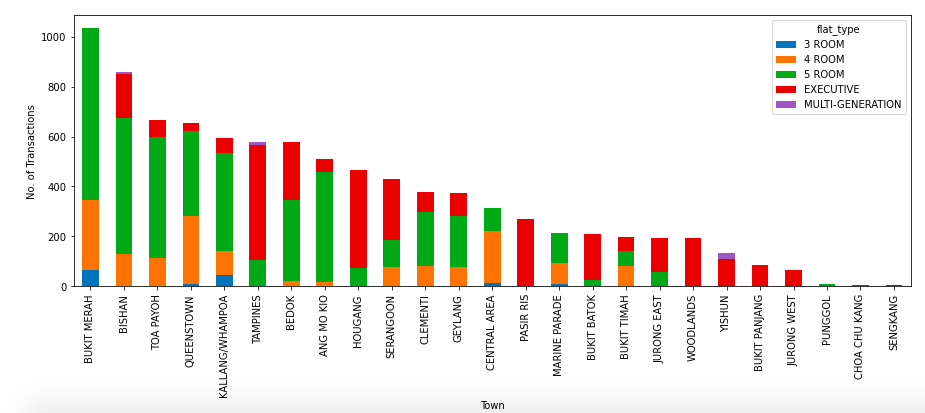 flat_type
3 ROOM
4 ROOM
5 ROOM
EXECUTIVE
MULTI-GENERATION
No. of Transactions
1000
800
600
400
200
0
BUKIT MERAH
BISHAN
TOA PAYOH
QUEENSTOWN
KALLANG/WHAMPOA
TAMPINES
BEDOK
ANG MO KIO
HOUGANG
SERANGOON
CLEMENTI
GEYLANG
CENTRAL AREA
PASIR RIS
MARINE PARADE
BUKIT BATOK
BUKIT TIMAH
JURONG EAST
WOODLANDS
YISHUN
BUKIT PANJANG
JURONG WEST
PUNGGOL
CHOA CHU KANG
SENGKANG
Town